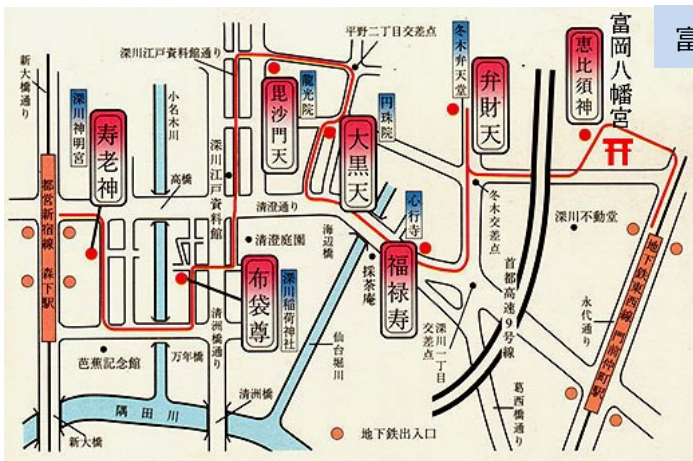 富岡八幡宮
富
恵比須神
弁財天
冬木弁天堂
平野二丁目交差点
深川江戸資料館通り
龍光院
毘沙門天
円珠院
大黒天
新大橋通り
深川神明宮
寿老神
小名木川
高橋
深川江戸資料館
清澄通り
清澄庭園
海辺橋
採茶庵
心行寺
福禄寿
冬木交差点
深川不動堂
首都高速9号線
都営新宿線 森下駅
布袋尊
深川稲荷神社
清洲橋通り
深川一丁目
交差点
永代通り
地下鉄東西線 門前仲町駅
芭蕉記念館
万年橋
仙台堀川
清洲橋
隅田川
新大橋
葛西橋通り
地下鉄出入口